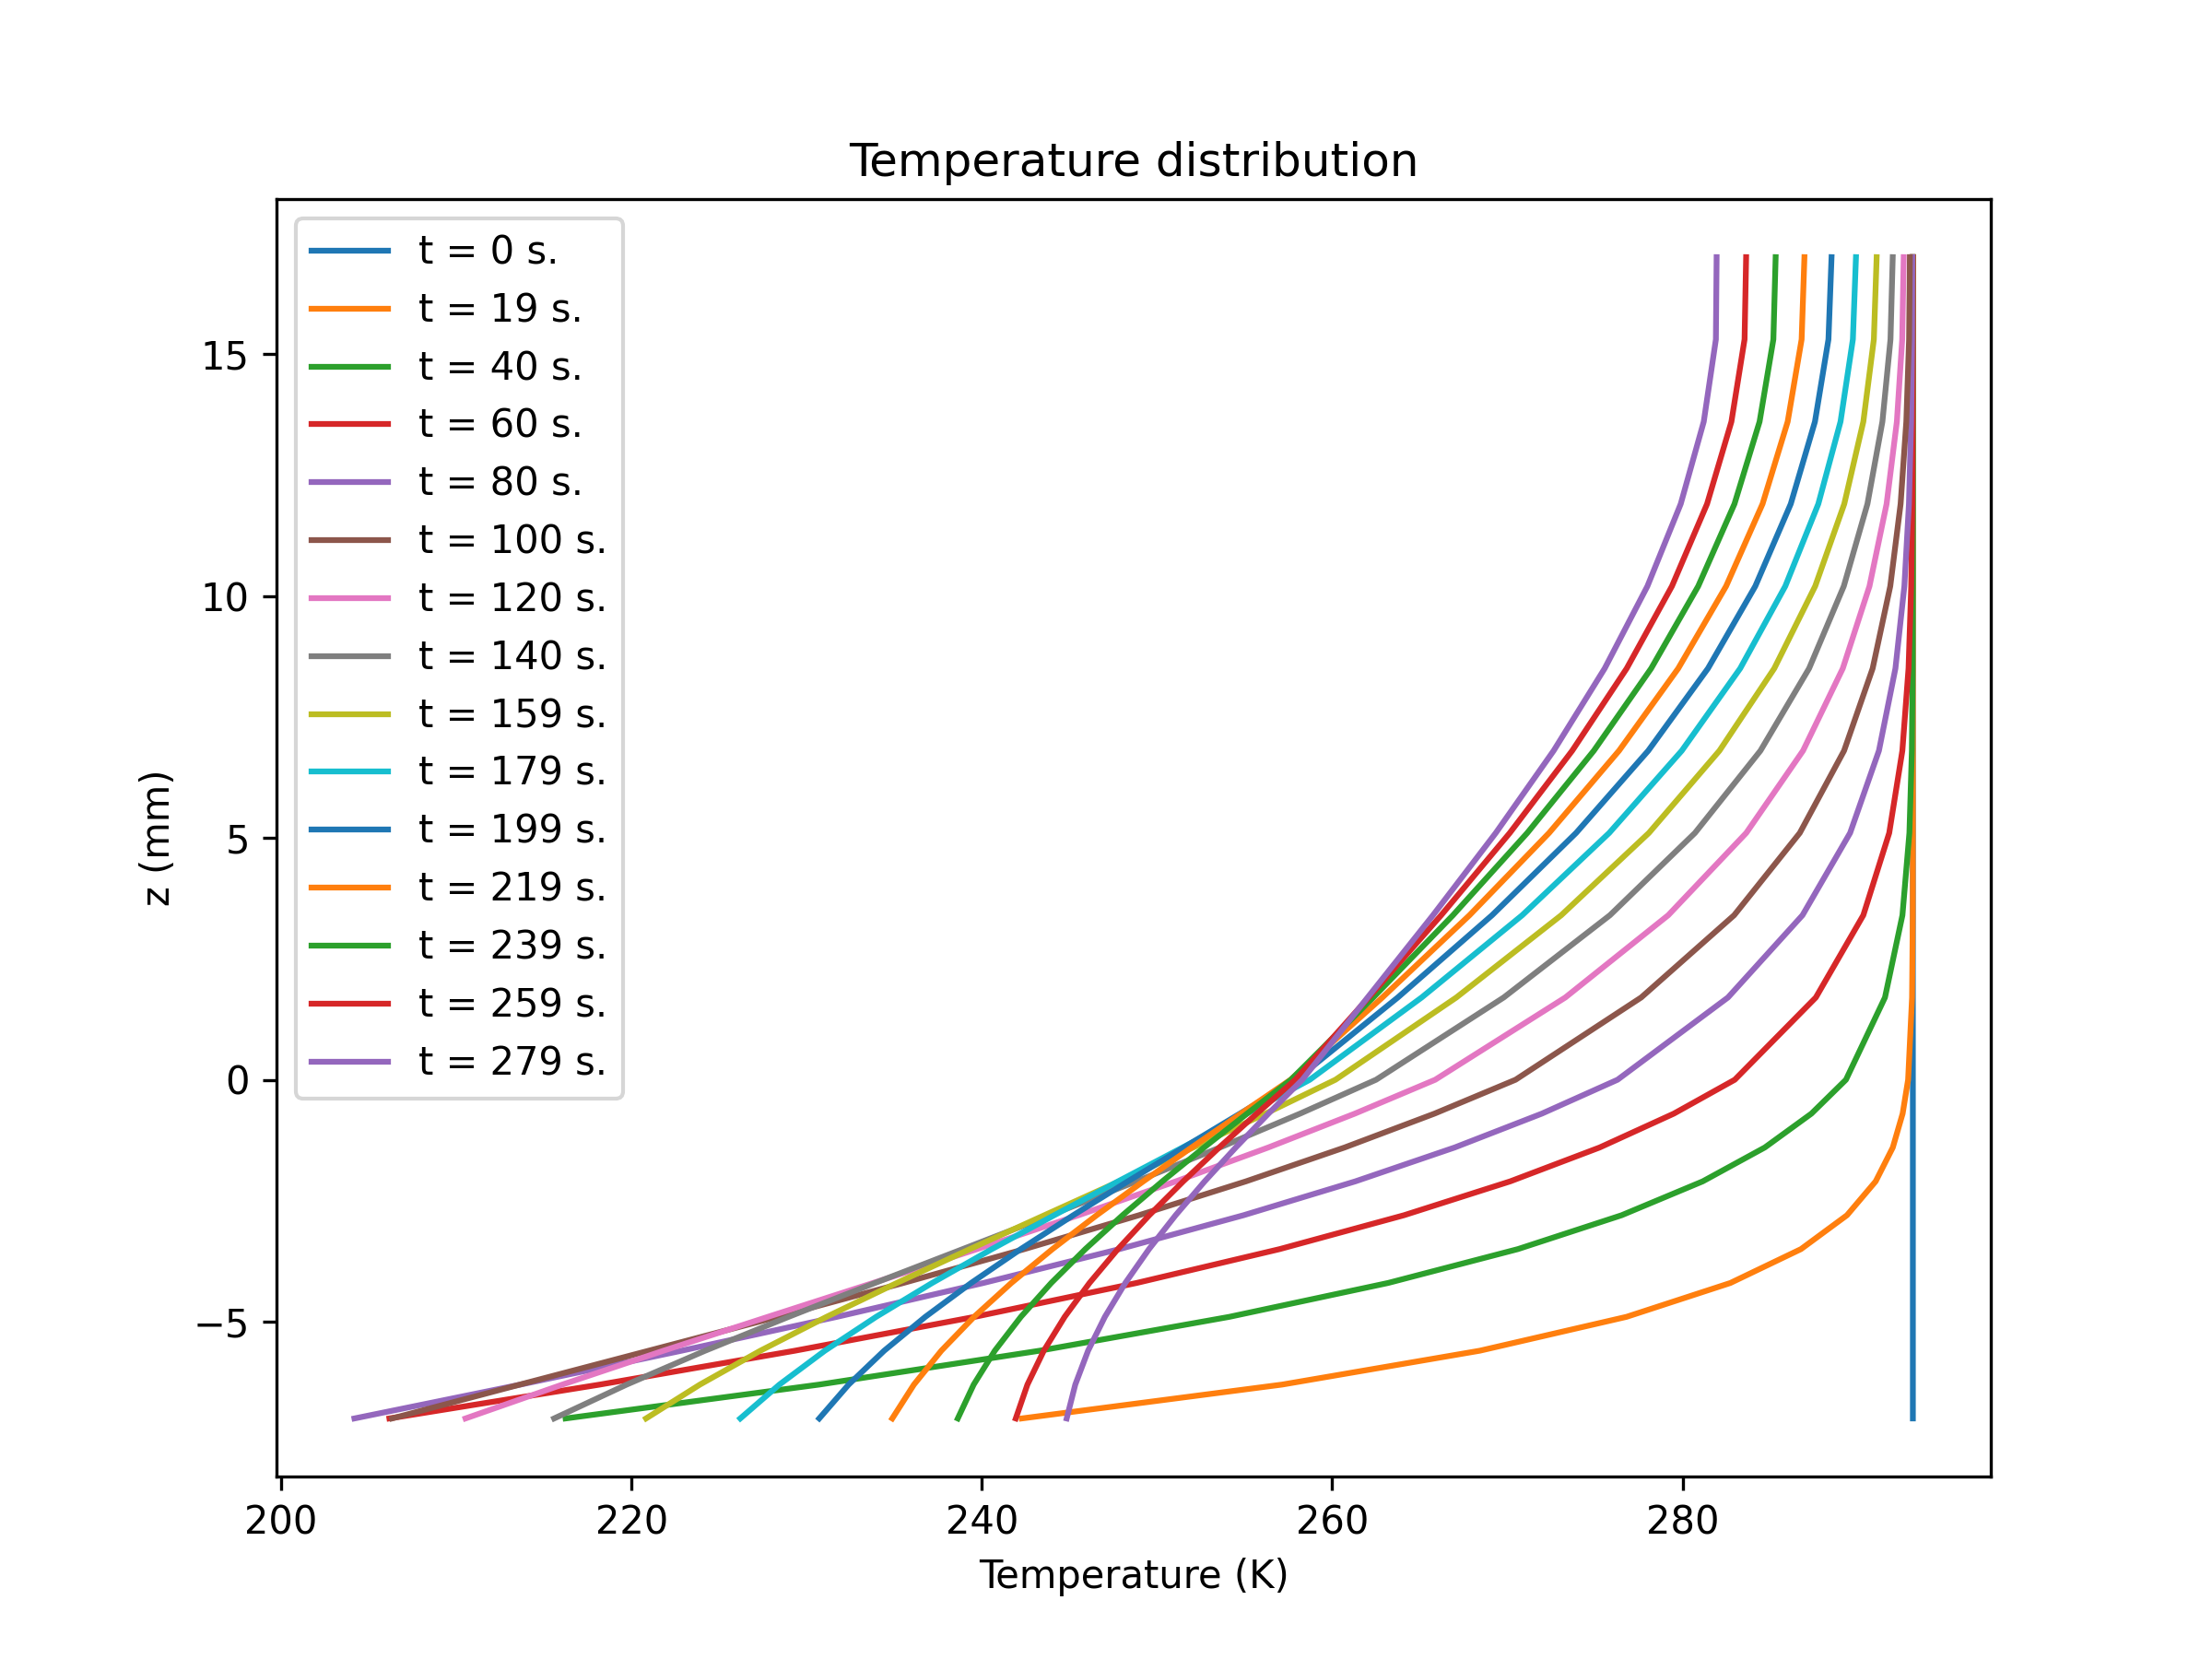 Temperature distribution
t = 0 s.
t = 19 s.
t = 40 s.
t = 60 s.
t = 80 s.
t = 100 s.
t = 120 s.
t = 140 s.
t = 159 s.
t = 179 s.
t = 199 s.
t = 219 s.
t = 239 s.
t = 259 s.
t = 279 s.
z (mm)
15
10
5
0
−5
200 220 240 260 280
Temperature (K)